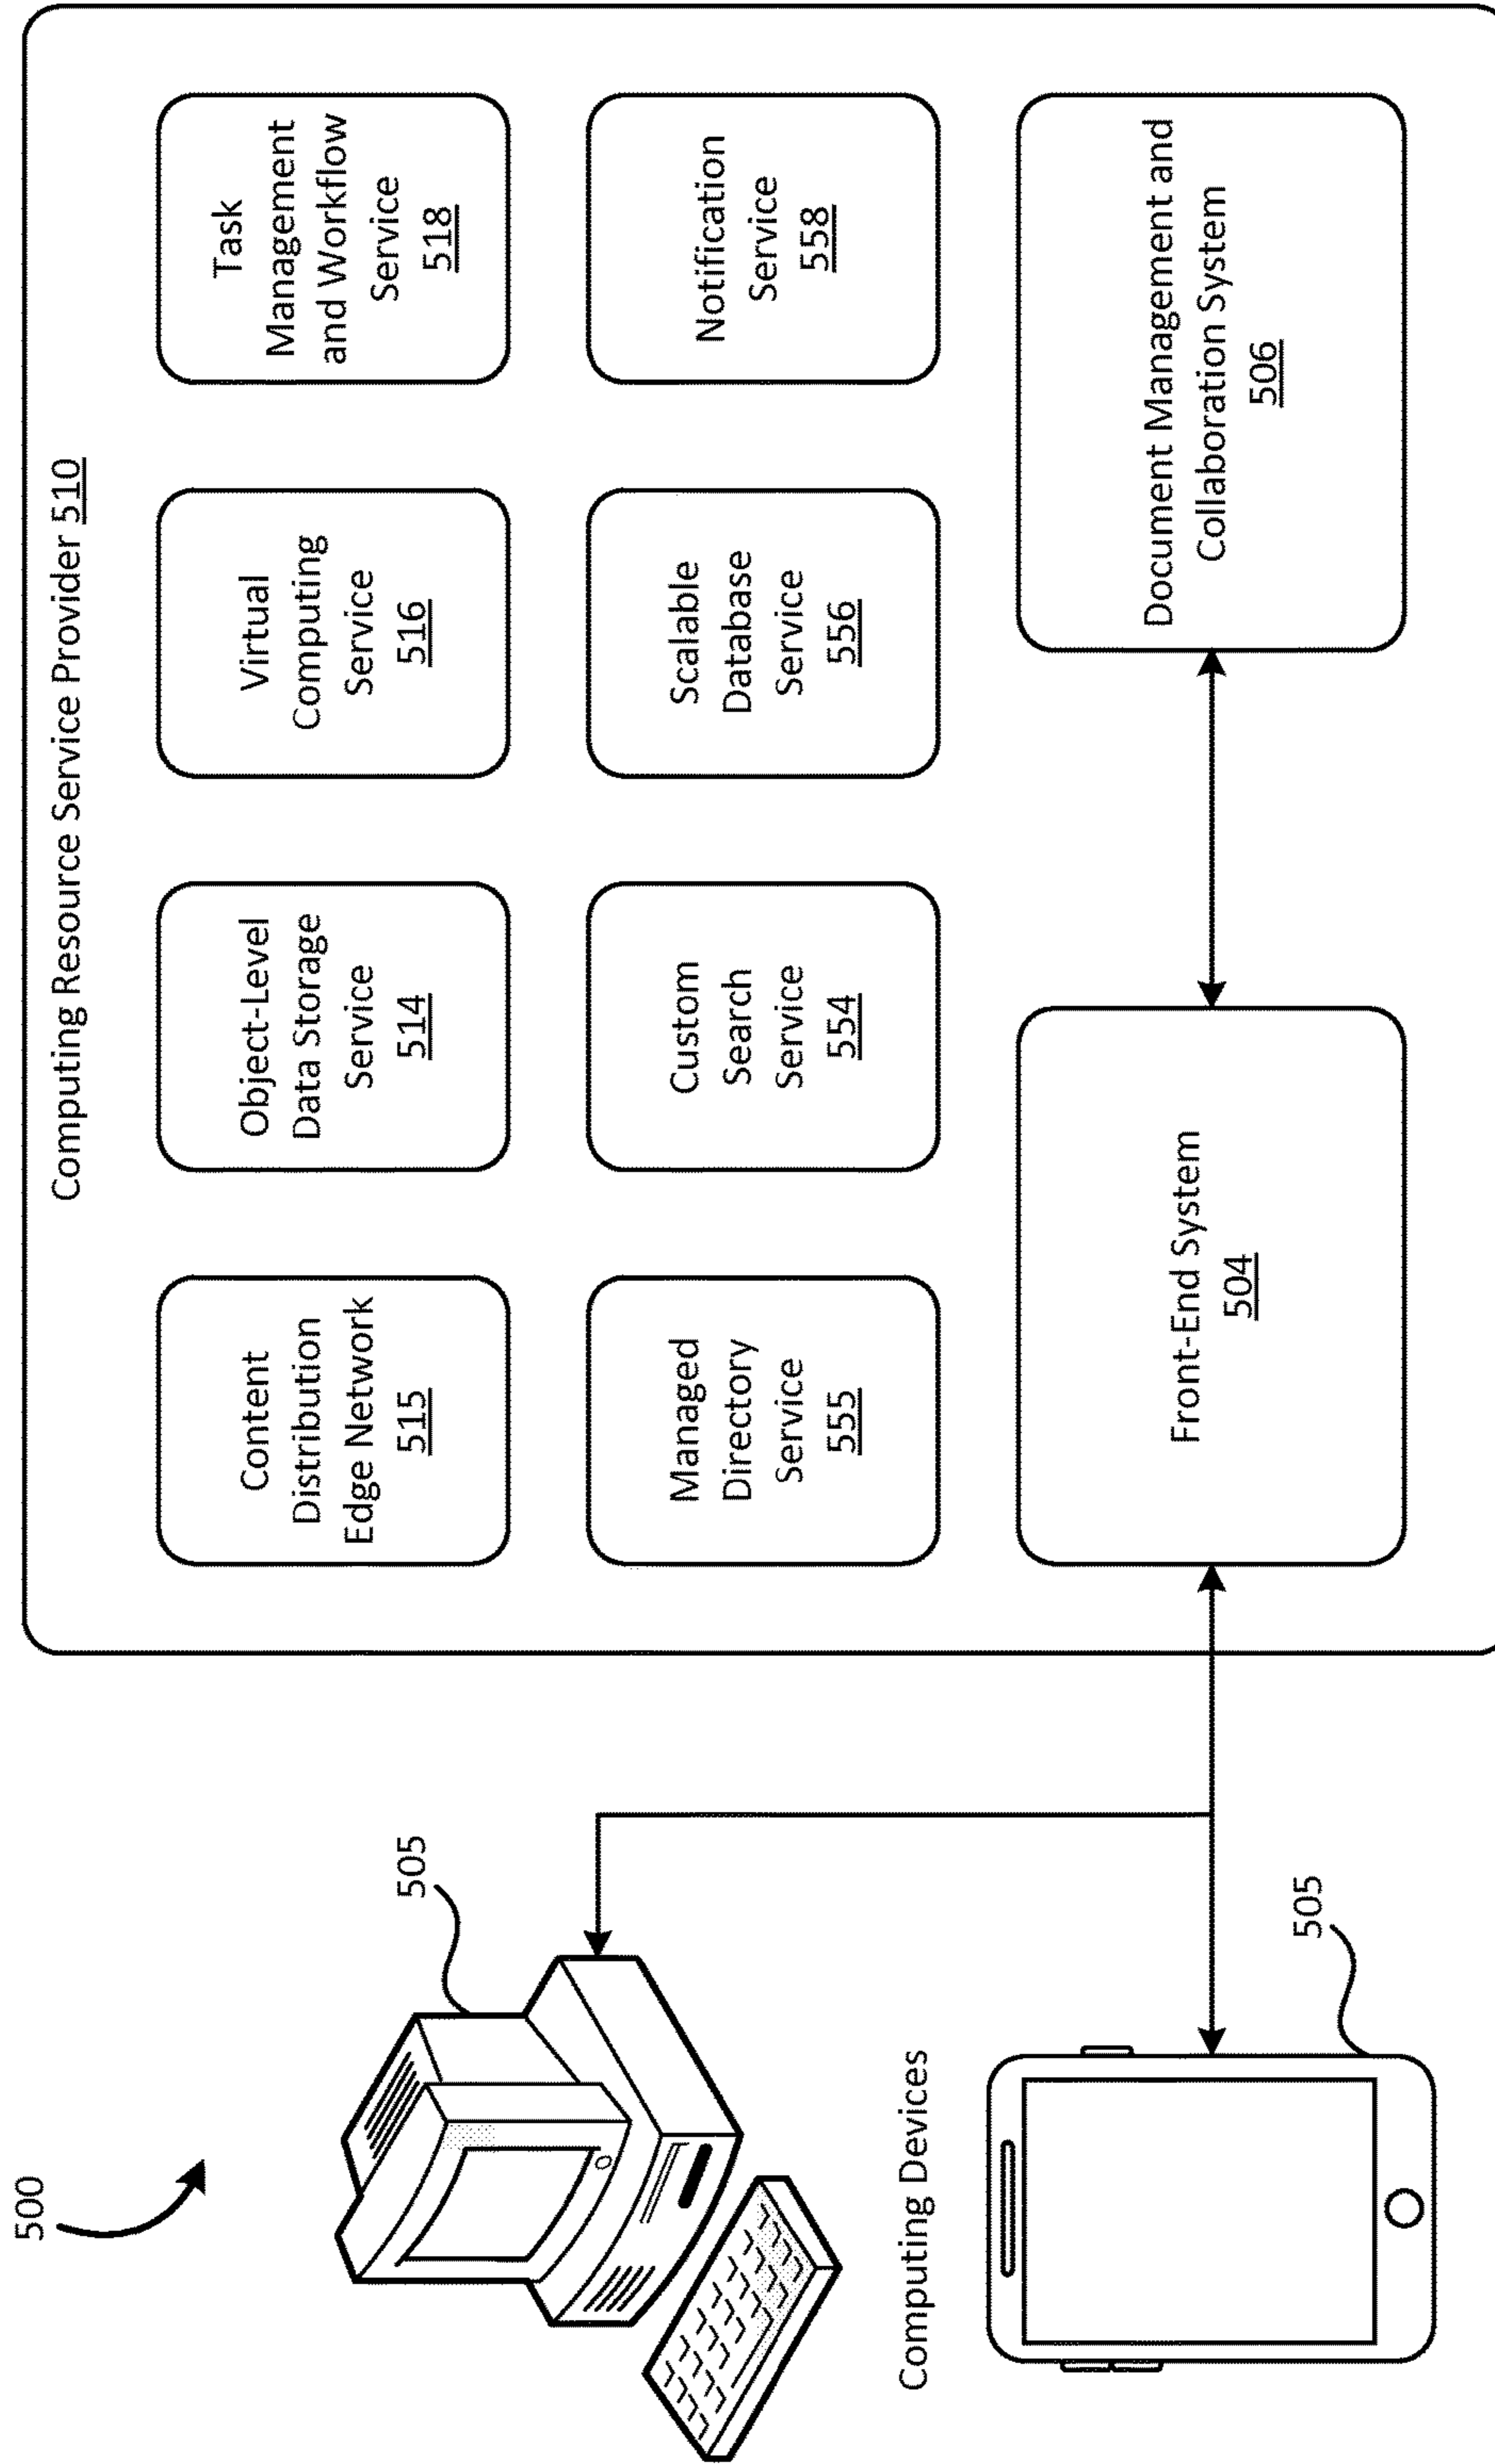 500
505
Computing Devices
505
Computing Resource Service Provider 510
Content
Distribution
Edge Network
515
Object-Level
Data Storage
Service
514
Virtual
Computing
Service
516
Task
Management
and Workflow
Service
518
Managed
Directory
Service
555
Custom
Search
Service
554
Scalable
Database
Service
556
Notification
Service
558
Front-End System
504
Document Management and
Collaboration System
506